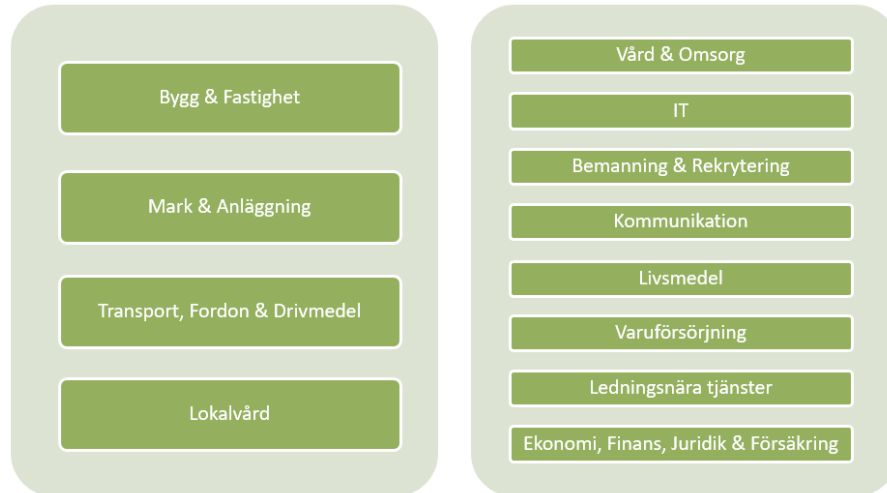 Bygg & Fastighet
Mark & Anläggning
Transport, Fordon & Drivmedel
Lokalvård
Vård & Omsorg
IT
Bemanning & Rekrytering
Kommunikation
Livsmedel
Varuförsörjning
Ledningsnära tjänster
Ekonomi, Finans, Juridik & Försäkring